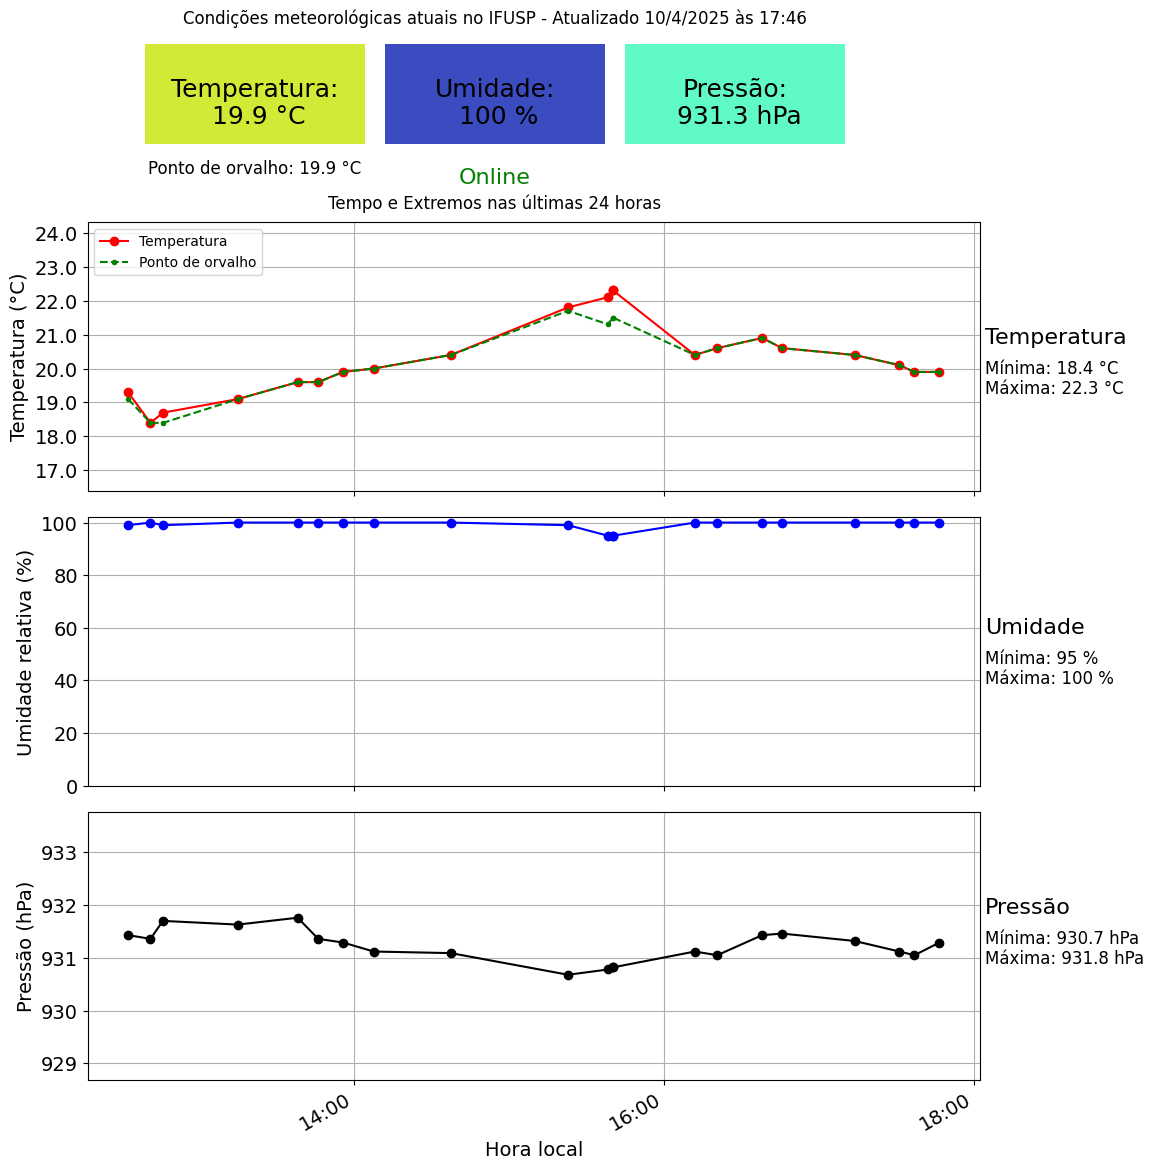 Condições meteorológicas atuais no IFUSP - Atualizado 10/4/2025 às 17:46
Temperatura:
19.9 °C
Umidade:
100 %
Pressão:
931.3 hPa
Ponto de orvalho: 19.9 °C
Online
Tempo e Extremos nas últimas 24 horas
Temperatura (°C)
24.0
23.0
22.0
21.0
20.0
19.0
18.0
17.0
Temperatura
Ponto de orvalho
Temperatura
Mínima: 18.4 °C
Máxima: 22.3 °C
Umidade relativa (%)
100
80
60
40
20
0
Umidade
Mínima: 95 %
Máxima: 100 %
Pressão (hPa)
933
932
931
930
929
Pressão
Mínima: 930.7 hPa
Máxima: 931.8 hPa
14:00
16:00
18:00
Hora local